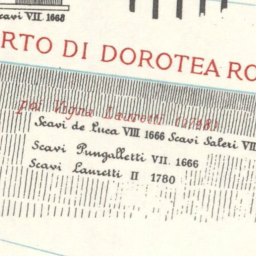 Scavi VII. 1668
RTO DI DOROTEA RO
poi Vigna Lauretti (1748)
Scavi de Luca VIII 1666 Scavi Saleri VII
Scavi Pungalletti VII. 1666
Scavi Lauretti II 1780